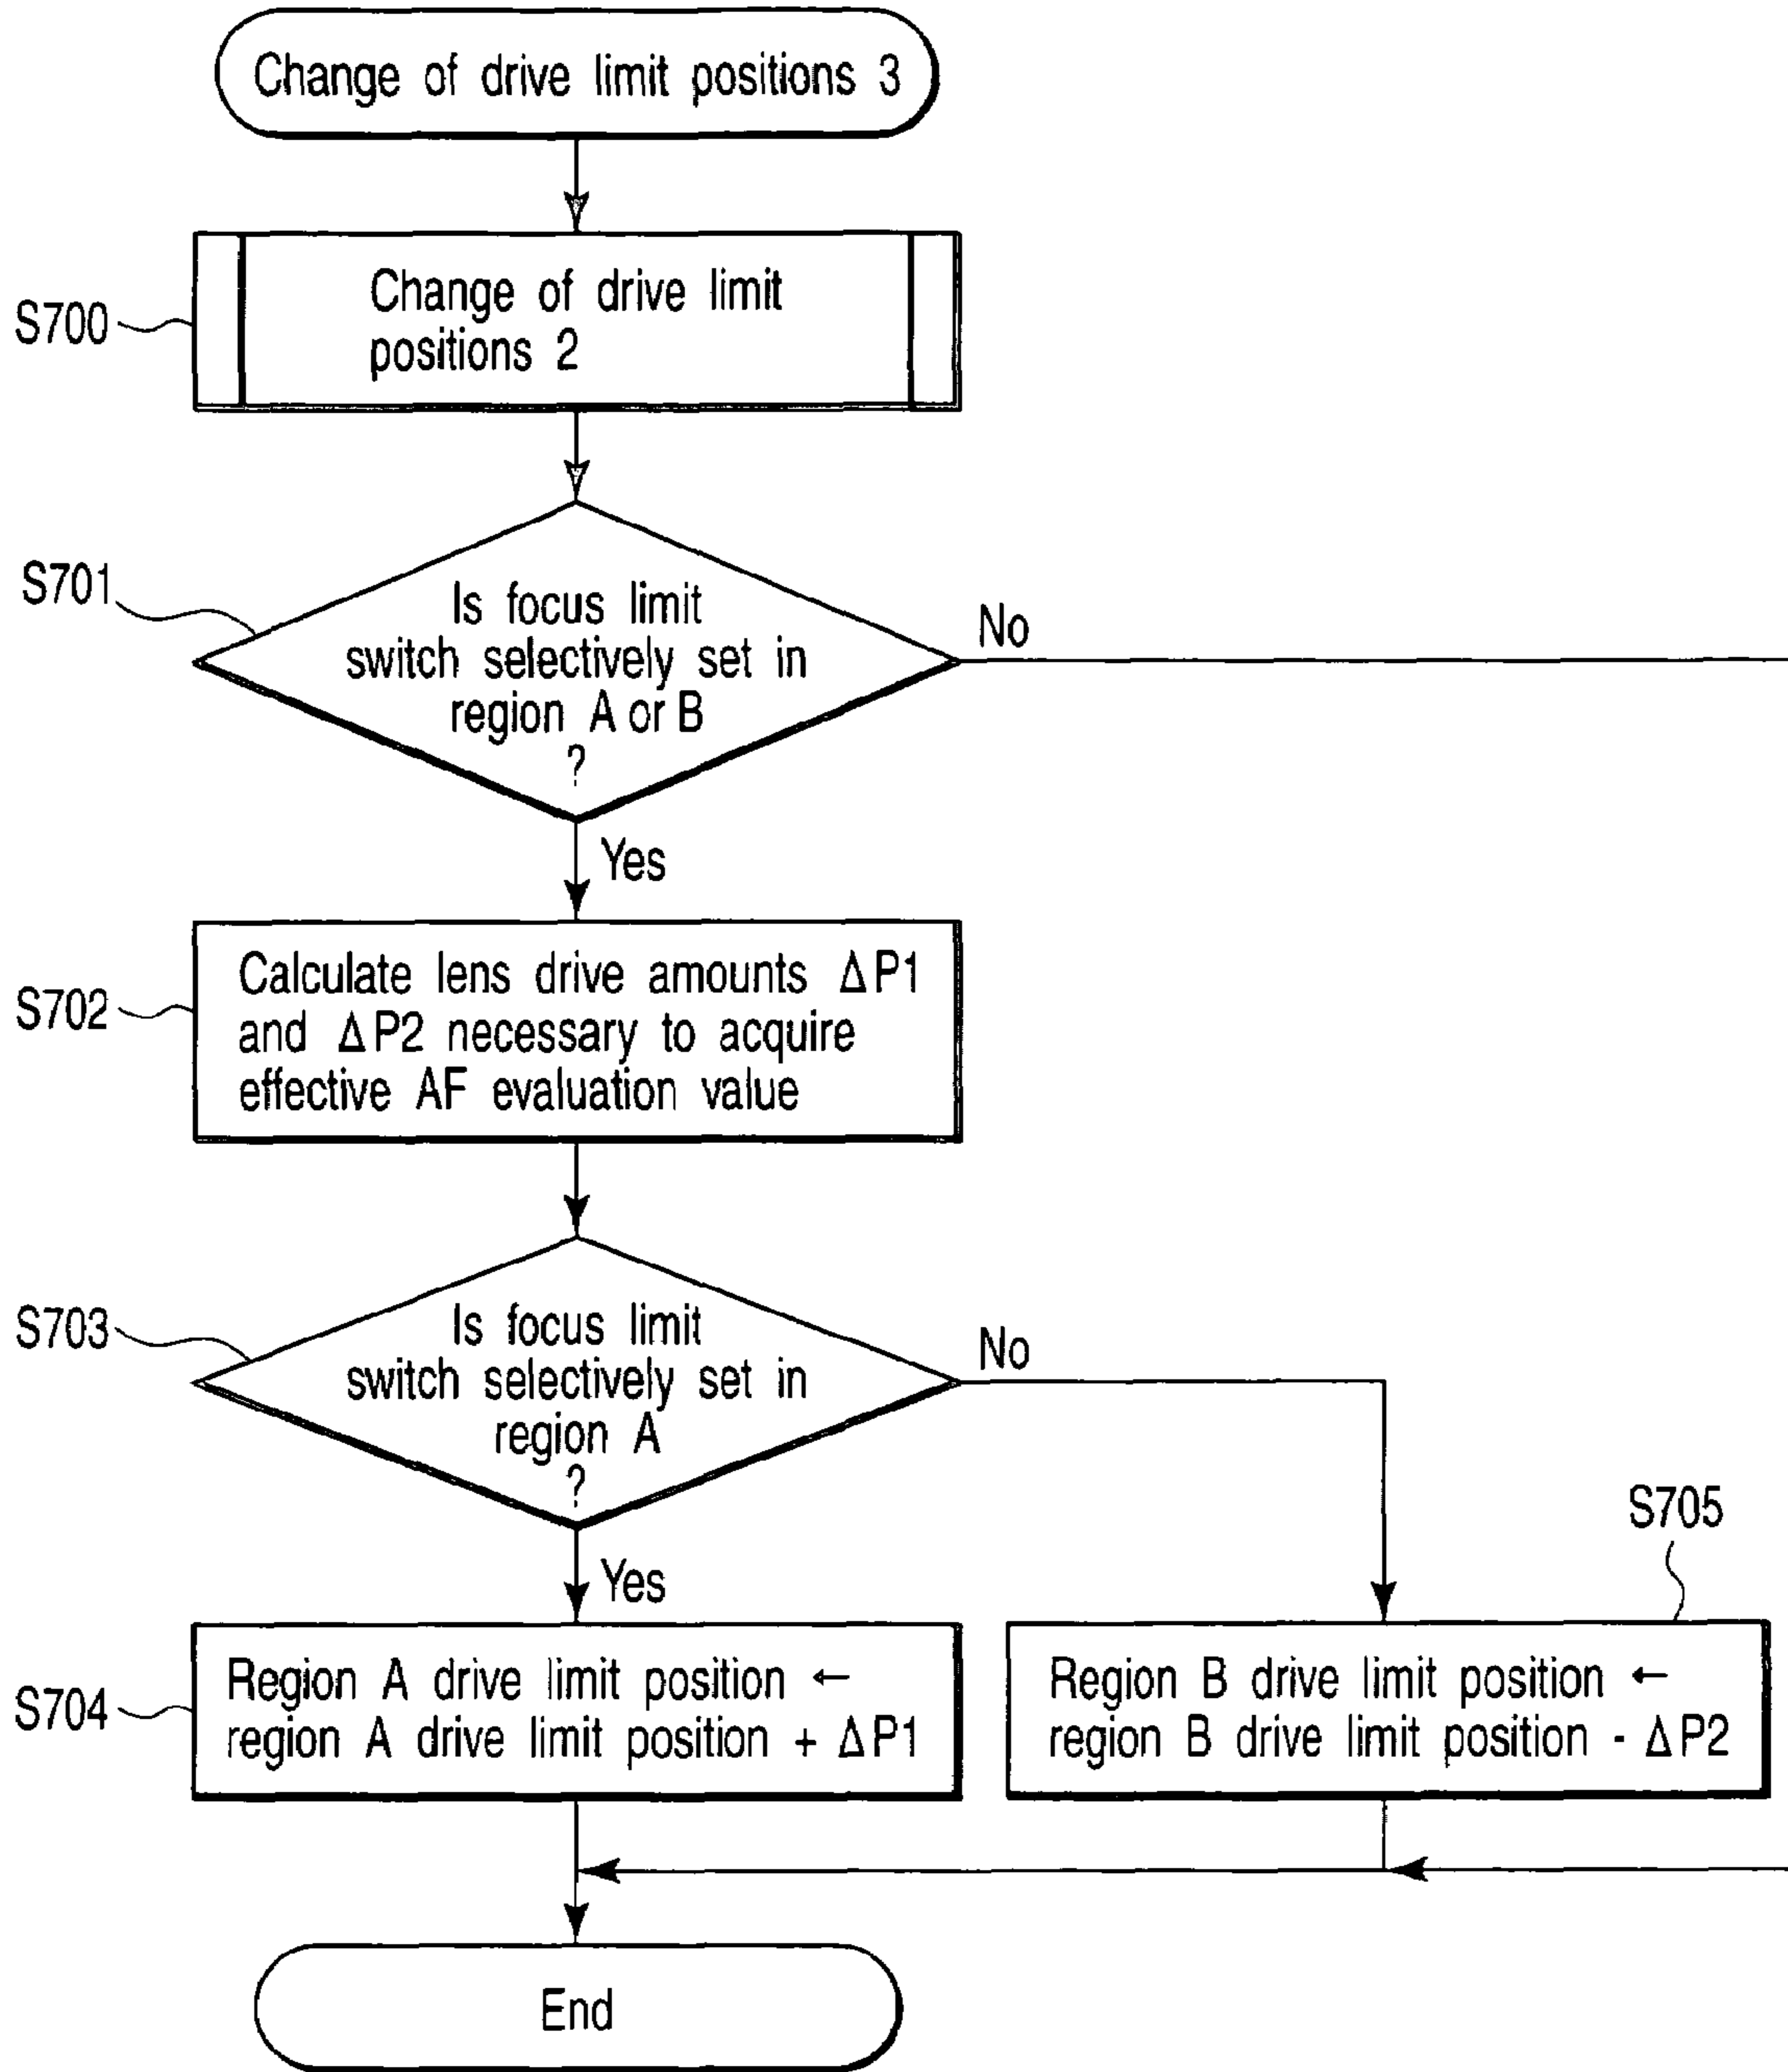 Change of drive limit positions 3
S700
Change of drive limit
positions 2
S701
Is focus limit
switch selectively set in
region A or B
?
No
Yes
S702
Calculate lens drive amounts ΔP1
and ΔP2 necessary to acquire
effective AF evaluation value
S703
Is focus limit
switch selectively set in
region A
?
No
Yes
S705
S704
Region A drive limit position ←
region A drive limit position + ΔP1
Region B drive limit position ←
region B drive limit position - ΔP2
End